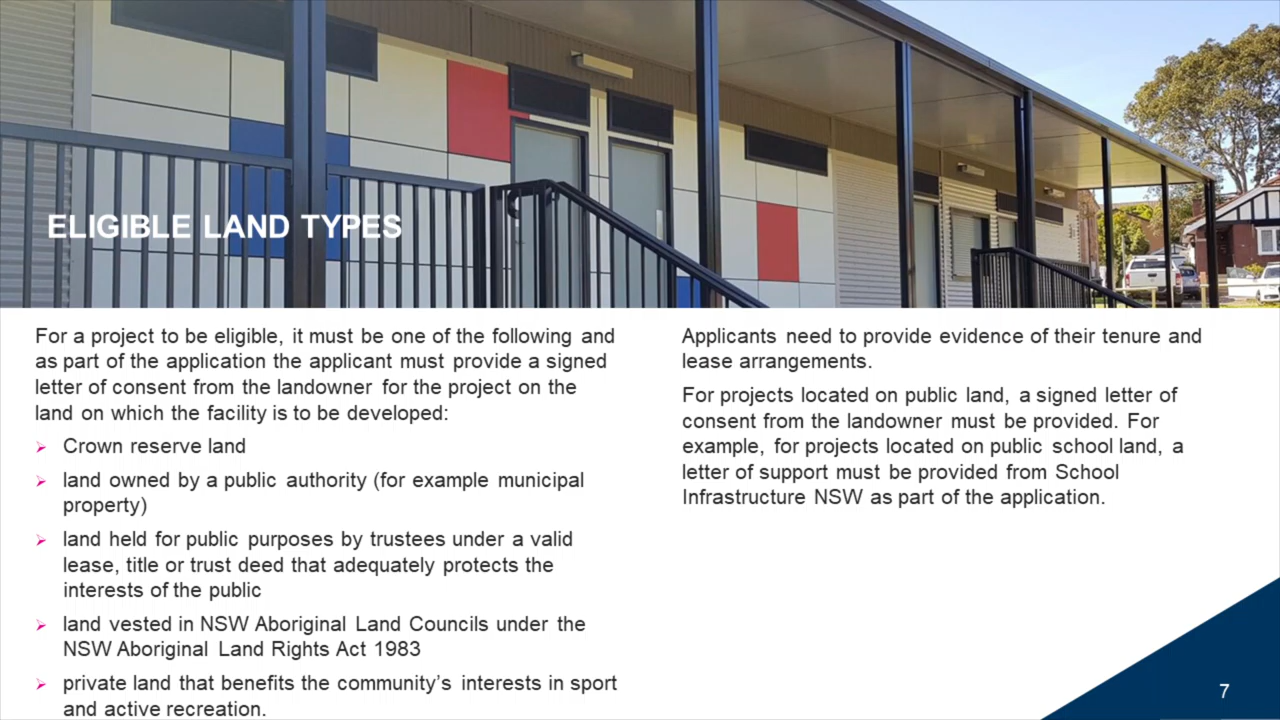 ELIGIBLE LAND TYPES
For a project to be eligible, it must be one of the following and
as part of the application the applicant must provide a signed
letter of consent from the landowner for the project on the
land on which the facility is to be developed:
Crown reserve land
land owned by a public authority (for example municipal
property)
land held for public purposes by trustees under a valid
lease, title or trust deed that adequately protects the
interests of the public
land vested in NSW Aboriginal Land Councils under the
NSW Aboriginal Land Rights Act 1983
private land that benefits the community’s interests in sport
and active recreation.
Applicants need to provide evidence of their tenure and
lease arrangements.
For projects located on public land, a signed letter of
consent from the landowner must be provided. For
example, for projects located on public school land, a
letter of support must be provided from School
Infrastructure NSW as part of the application.
7